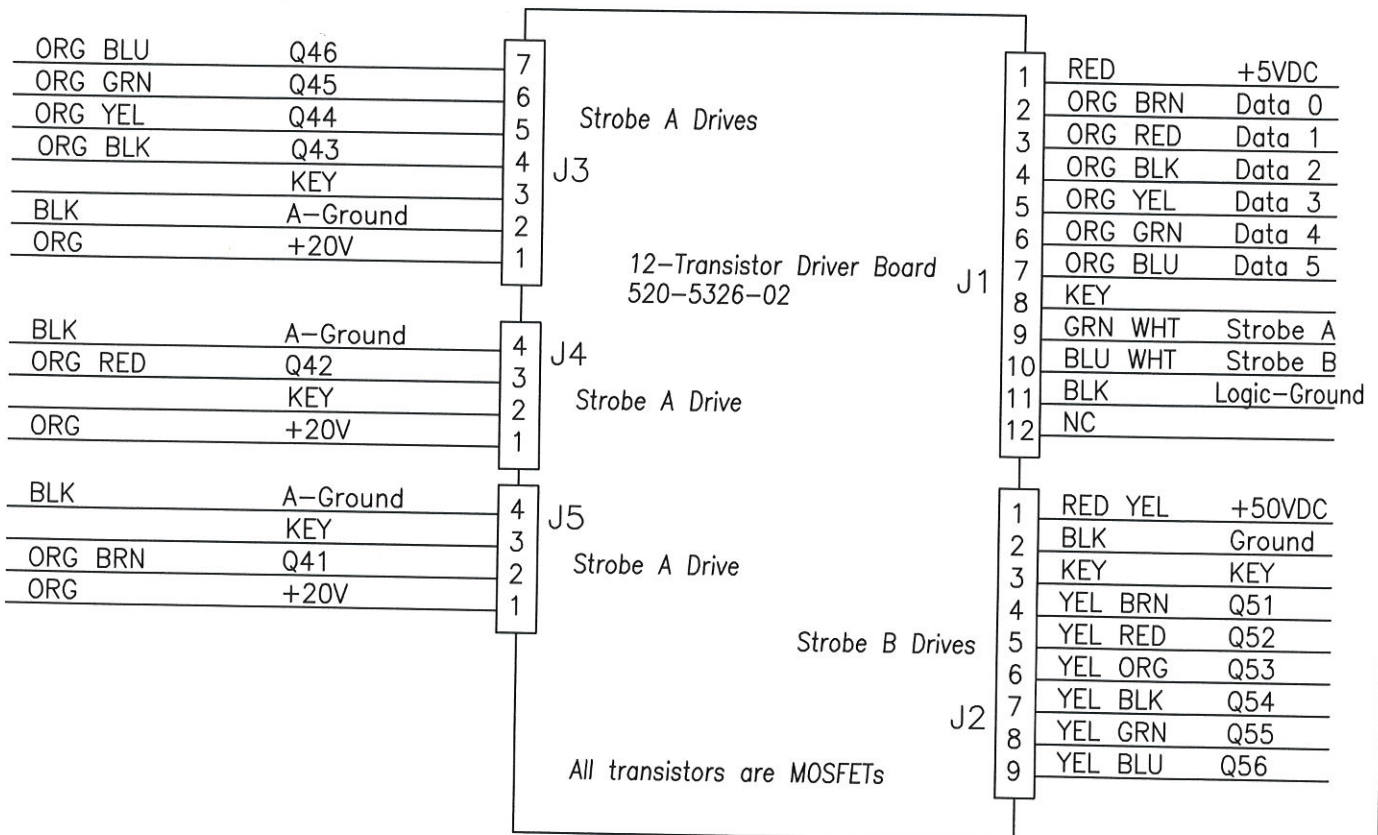 ORG BLU Q46 7
ORG GRN Q45 6
ORG YEL Q44 5
ORG BLK Q43 4
KEY 3
BLK A-Ground 2
ORG +20V 1
J3
Strobe A Drives
BLK A-Ground 4
ORG RED Q42 3
KEY 2
ORG +20V 1
J4
Strobe A Drive
BLK A-Ground 4
KEY 3
ORG BRN Q41 2
ORG +20V 1
J5
Strobe A Drive
12-Transistor Driver Board
520-5326-02
J1
1 RED +5VDC
2 ORG BRN Data 0
3 ORG RED Data 1
4 ORG BLK Data 2
5 ORG YEL Data 3
6 ORG GRN Data 4
7 ORG BLU Data 5
8 KEY
9 GRN WHT Strobe A
10 BLU WHT Strobe B
11 BLK Logic-Ground
12 NC
Strobe B Drives
J2
1 RED YEL +50VDC
2 BLK Ground
3 KEY KEY
4 YEL BRN Q51
5 YEL RED Q52
6 YEL ORG Q53
7 YEL BLK Q54
8 YEL GRN Q55
9 YEL BLU Q56
All transistors are MOSFETs